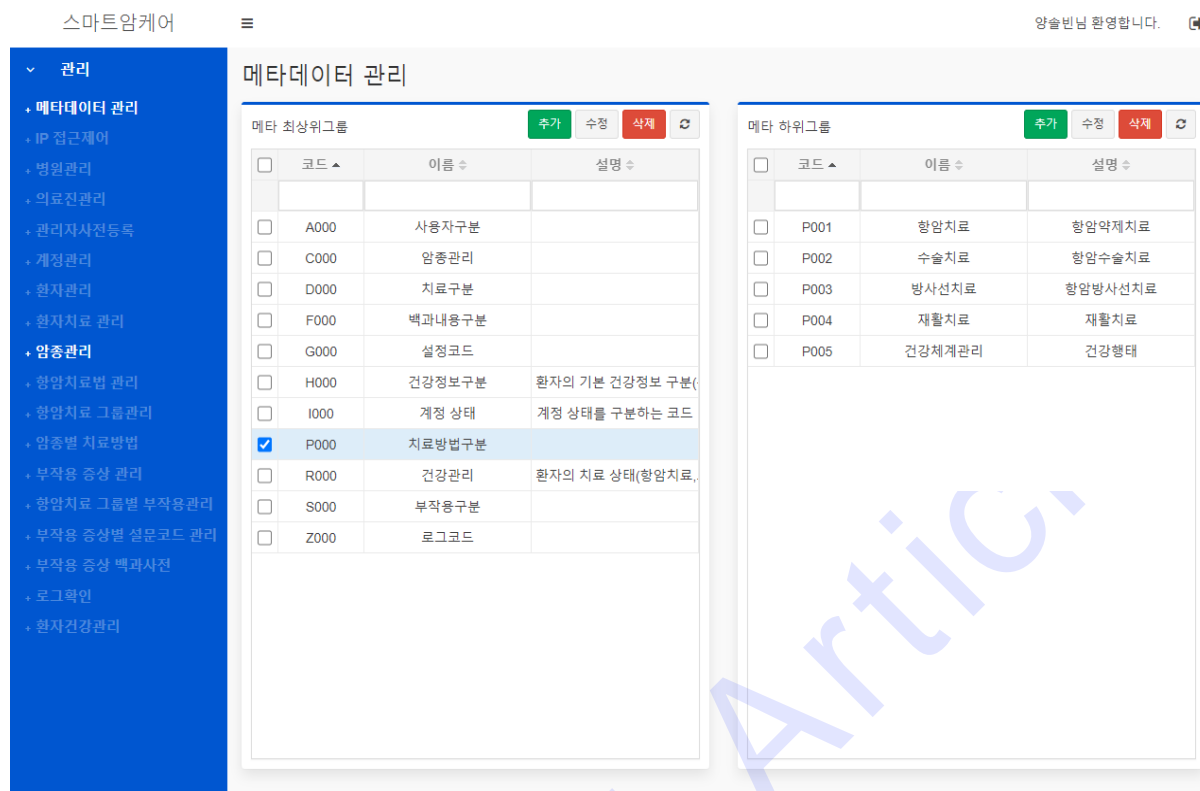 스마트암케어
양솔빈님 환영합니다.
관리
+ 메타데이터 관리
+ IP 접근제어
+ 병원관리
+ 의료진관리
+ 관리자사전등록
+ 계정관리
+ 환자관리
+ 환자치료 관리
+ 암종관리
+ 항암치료법 관리
+ 항암치료 그룹관리
+ 암종별 치료방법
+ 부작용 증상 관리
+ 항암치료 그룹별 부작용관리
+ 부작용 증상별 설문코드 관리
+ 부작용 증상 백과사전
+ 로그확인
+ 환자건강관리
메타데이터 관리
메타 최상위그룹 추가 수정 삭제
코드 이름 설명
A000 사용자구분
C000 암종관리
D000 치료구분
F000 백과내용구분
G000 설정코드
H000 건강정보구분 환자의 기본 건강정보 구분(
I000 계정 상태 계정 상태를 구분하는 코드
P000 치료방법구분
R000 건강관리 환자의 치료 상태(항암치료,
S000 부작용구분
Z000 로그코드
메타 하위그룹 추가 수정 삭제
코드 이름 설명
P001 항암치료 항암약제치료
P002 수술치료 항암수술치료
P003 방사선치료 항암방사선치료
P004 재활치료 재활치료
P005 건강체계관리 건강행태
Artic